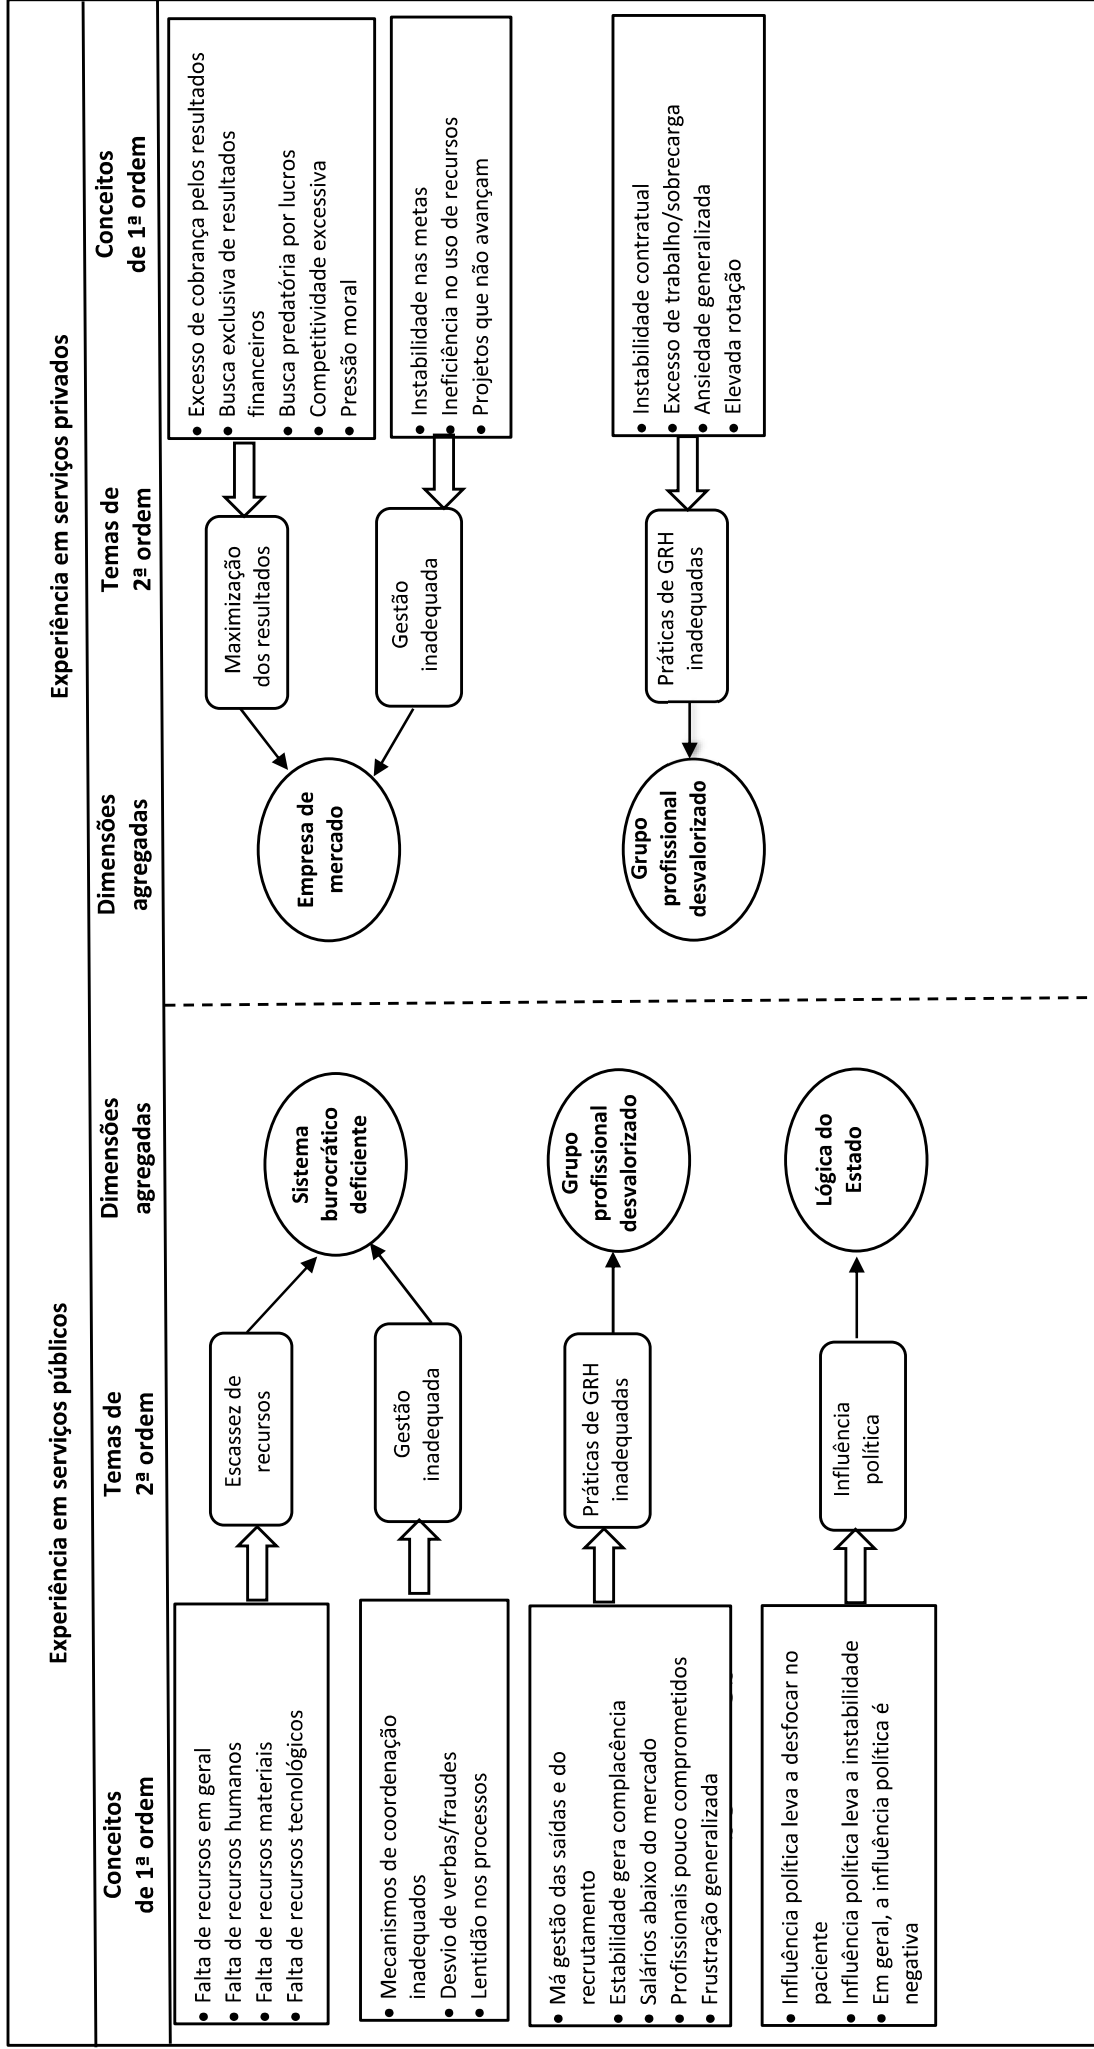 Experiência em serviços públicos
Experiência em serviços privados
Conceitos
de 1ª ordem
Temas de
2ª ordem
Dimensões
agregadas
Dimensões
agregadas
Temas de
2ª ordem
Conceitos
de 1ª ordem
• Falta de recursos em geral
• Falta de recursos humanos
• Falta de recursos materiais
• Falta de recursos tecnológicos
Escassez de
recursos
• Mecanismos de coordenação
inadequados
• Desvio de verbas/fraudes
• Lentidão nos processos
Gestão
inadequada
Sistema
burocrático
deficiente
• Má gestão das saídas e do
recrutamento
• Estabilidade gera complacência
• Salários abaixo do mercado
• Profissionais pouco comprometidos
• Frustração generalizada
Práticas de GRH
inadequadas
Grupo
profissional
desvalorizado
• Influência política leva a desfocar no
paciente
• Influência política leva a instabilidade
• Em geral, a influência política é
negativa
Influência
política
Lógica do
Estado
Empresa de
mercado
Maximização
dos resultados
• Excesso de cobrança pelos resultados
• Busca exclusiva de resultados
financeiros
• Busca predatória por lucros
• Competitividade excessiva
• Pressão moral
Gestão
inadequada
• Instabilidade nas metas
• Ineficiência no uso de recursos
• Projetos que não avançam
Grupo
profissional
desvalorizado
Práticas de GRH
inadequadas
• Instabilidade contratual
• Excesso de trabalho/sobrecarga
• Ansiedade generalizada
• Elevada rotação